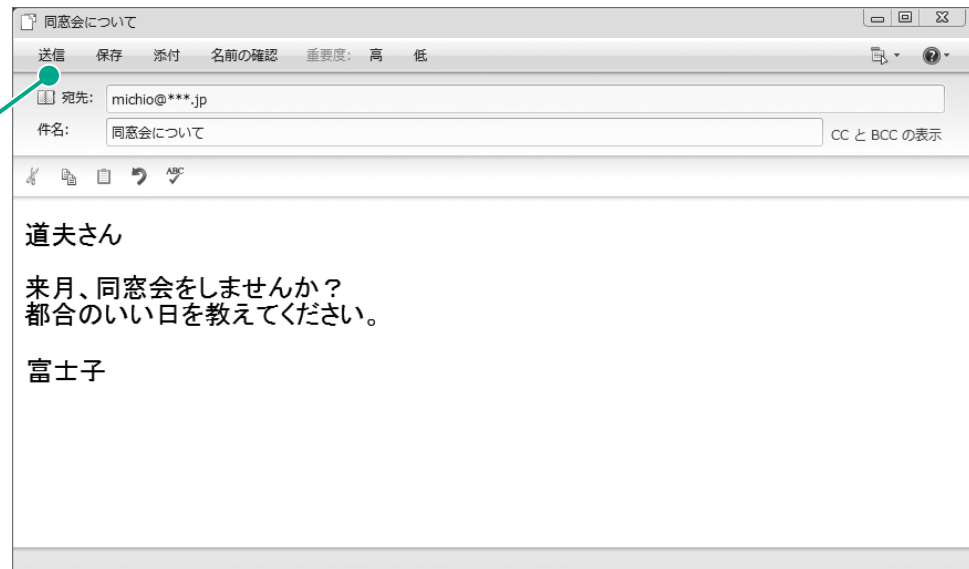 同窓会について
送信 保存 添付 名前の確認 重要度: 高 低
宛先: michio@***.jp
件名: 同窓会について CC と BCC の表示
ABC
道夫さん
来月、同窓会をしませんか？
都合のいい日を教えてください。
富士子